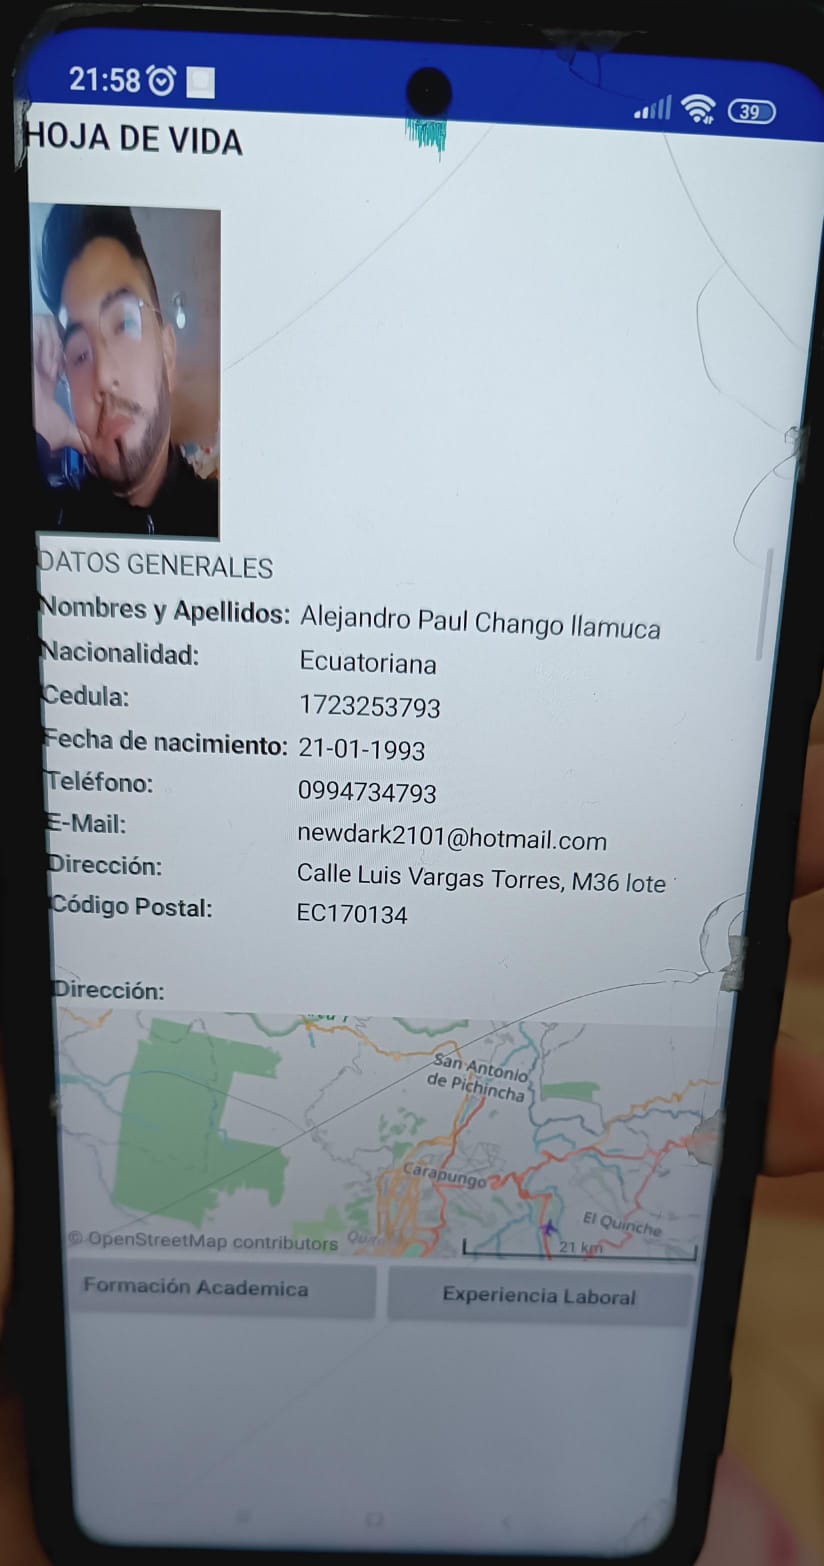 21:58
39
HOJA DE VIDA
DATOS GENERALES
Nombres y Apellidos: Alejandro Paul Chango llamuca
Nacionalidad: Ecuatoriana
Cedula: 1723253793
Fecha de nacimiento: 21-01-1993
Teléfono: 0994734793
E-Mail: newdark2101@hotmail.com
Dirección: Calle Luis Vargas Torres, M36 lote
Código Postal: EC170134
Dirección:
San Antonio
de Pichincha
Carapungo
El Quinche
© OpenStreetMap contributors
21 km
Formación Academica Experiencia Laboral